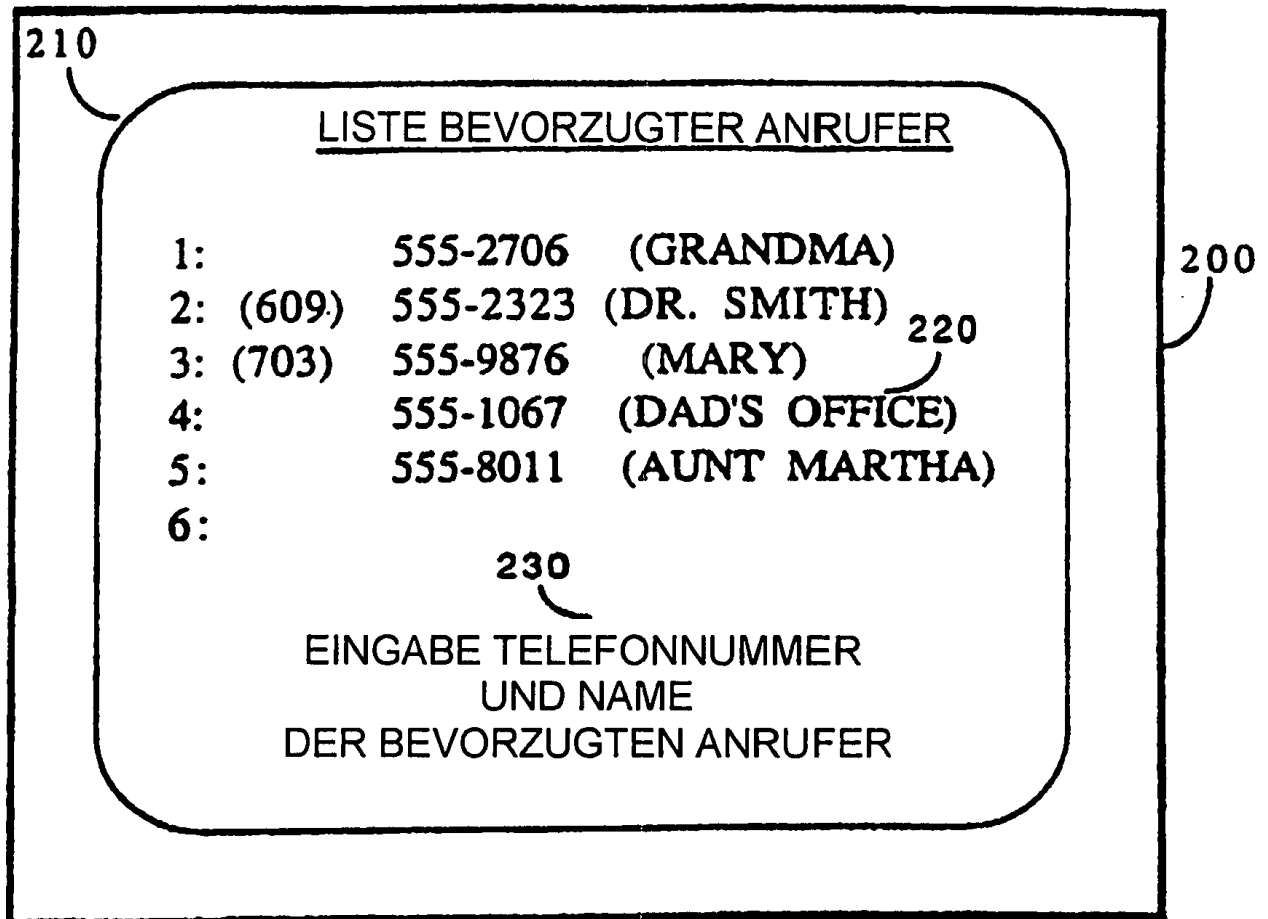 210
LISTE BEVORZUGTER ANRUFER
1: 555-2706 (GRANDMA)
200
2: (609) 555-2323 (DR. SMITH)
220
3: (703) 555-9876 (MARY)
4: 555-1067 (DAD'S OFFICE)
5: 555-8011 (AUNT MARTHA)
6:
230
EINGABE TELEFONNUMMER
UND NAME
DER BEVORZUGTEN ANRUFER